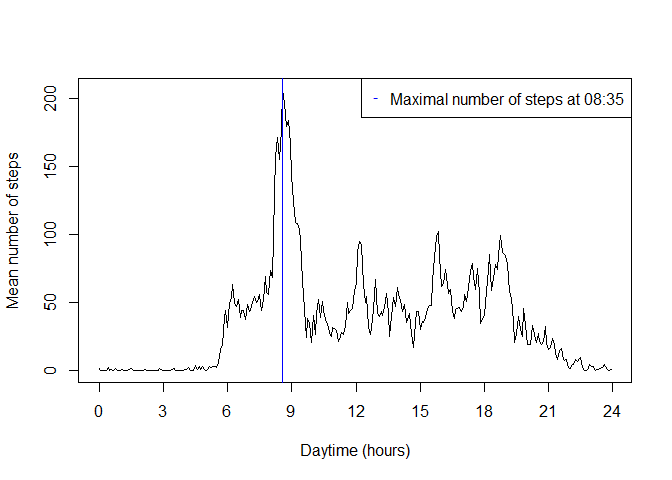 Maximal number of steps at 08:35
Mean number of steps
200
150
100
50
0
0 3 6 9 12 15 18 21 24
Daytime (hours)